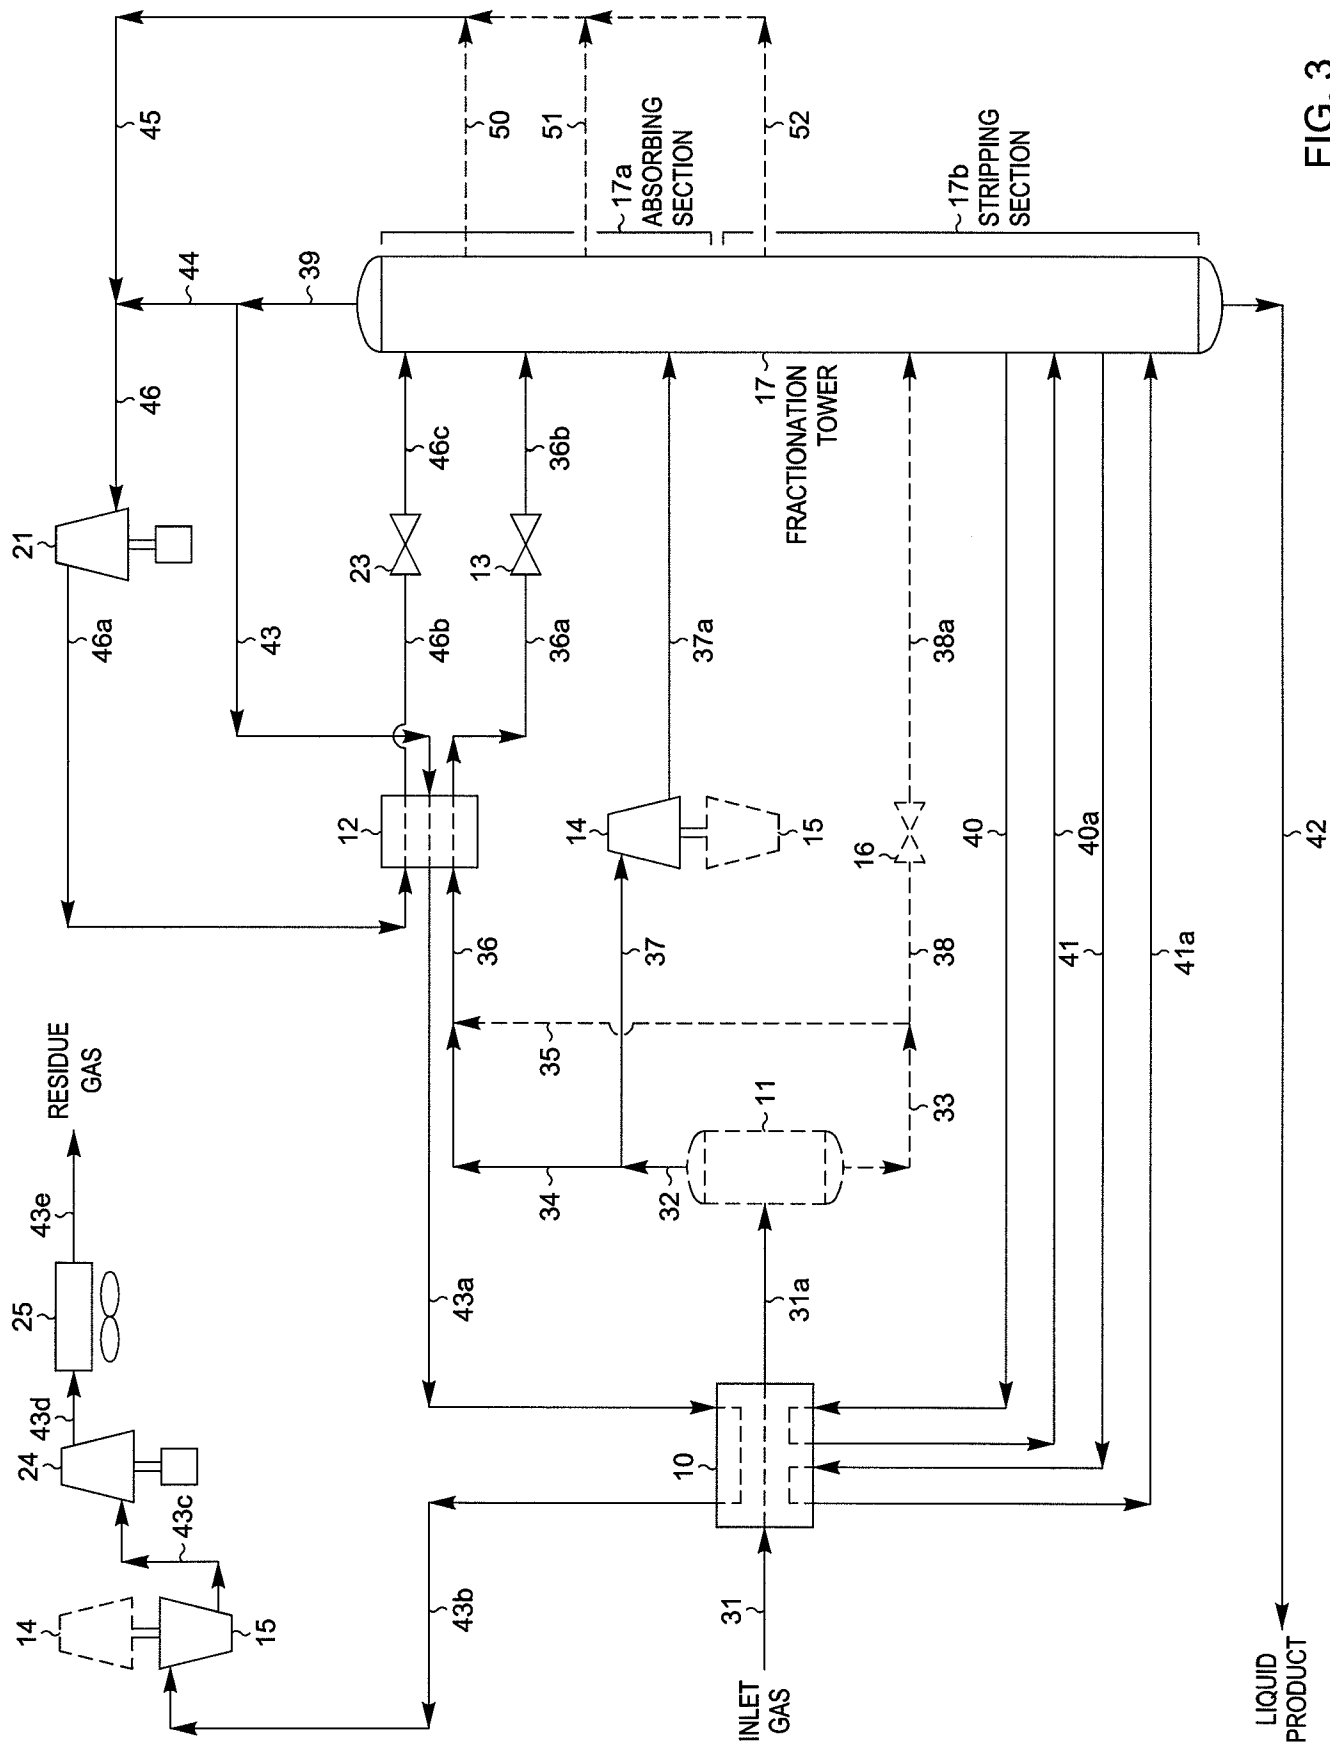 FIG. 3
RESIDUE
GAS
43e
25
43d
24
43c
14
15
43b
46a
21
46
45
44
39
43
12
46b
23
46c
36a
13
36b
36
35
34
32
37
14
15
37a
11
33
38
16
38a
43a
31a
10
31
INLET
GAS
17
FRACTIONATION
TOWER
17a
ABSORBING
SECTION
17b
STRIPPING
SECTION
50
51
52
40
40a
41
41a
42
LIQUID
PRODUCT